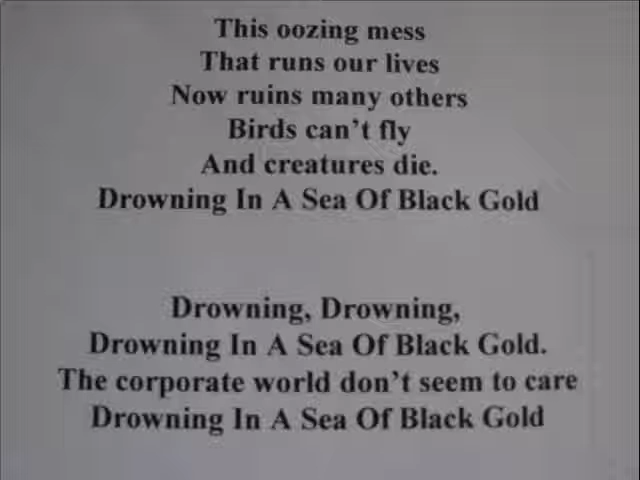 This oozing mess
That runs our lives
Now ruins many others
Birds can't fly
And creatures die.
Drowning In A Sea Of Black Gold
Drowning, Drowning,
Drowning In A Sea Of Black Gold.
The corporate world don't seem to care
Drowning In A Sea Of Black Gold